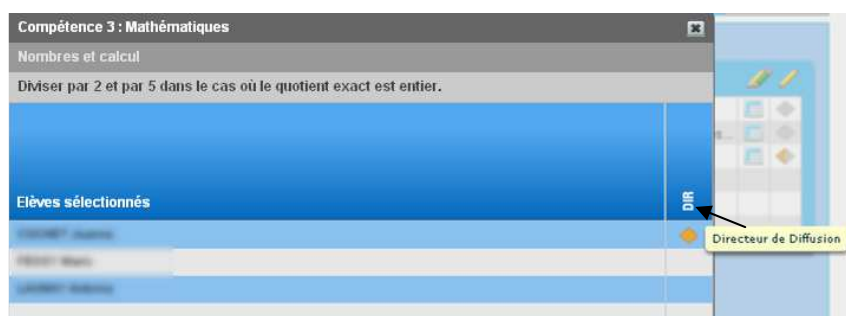 Compétence 3 : Mathématiques
Nombres et calcul
Diviser par 2 et par 5 dans le cas où le quotient exact est entier.
Elèves sélectionnés
DIR
Directeur de Diffusion